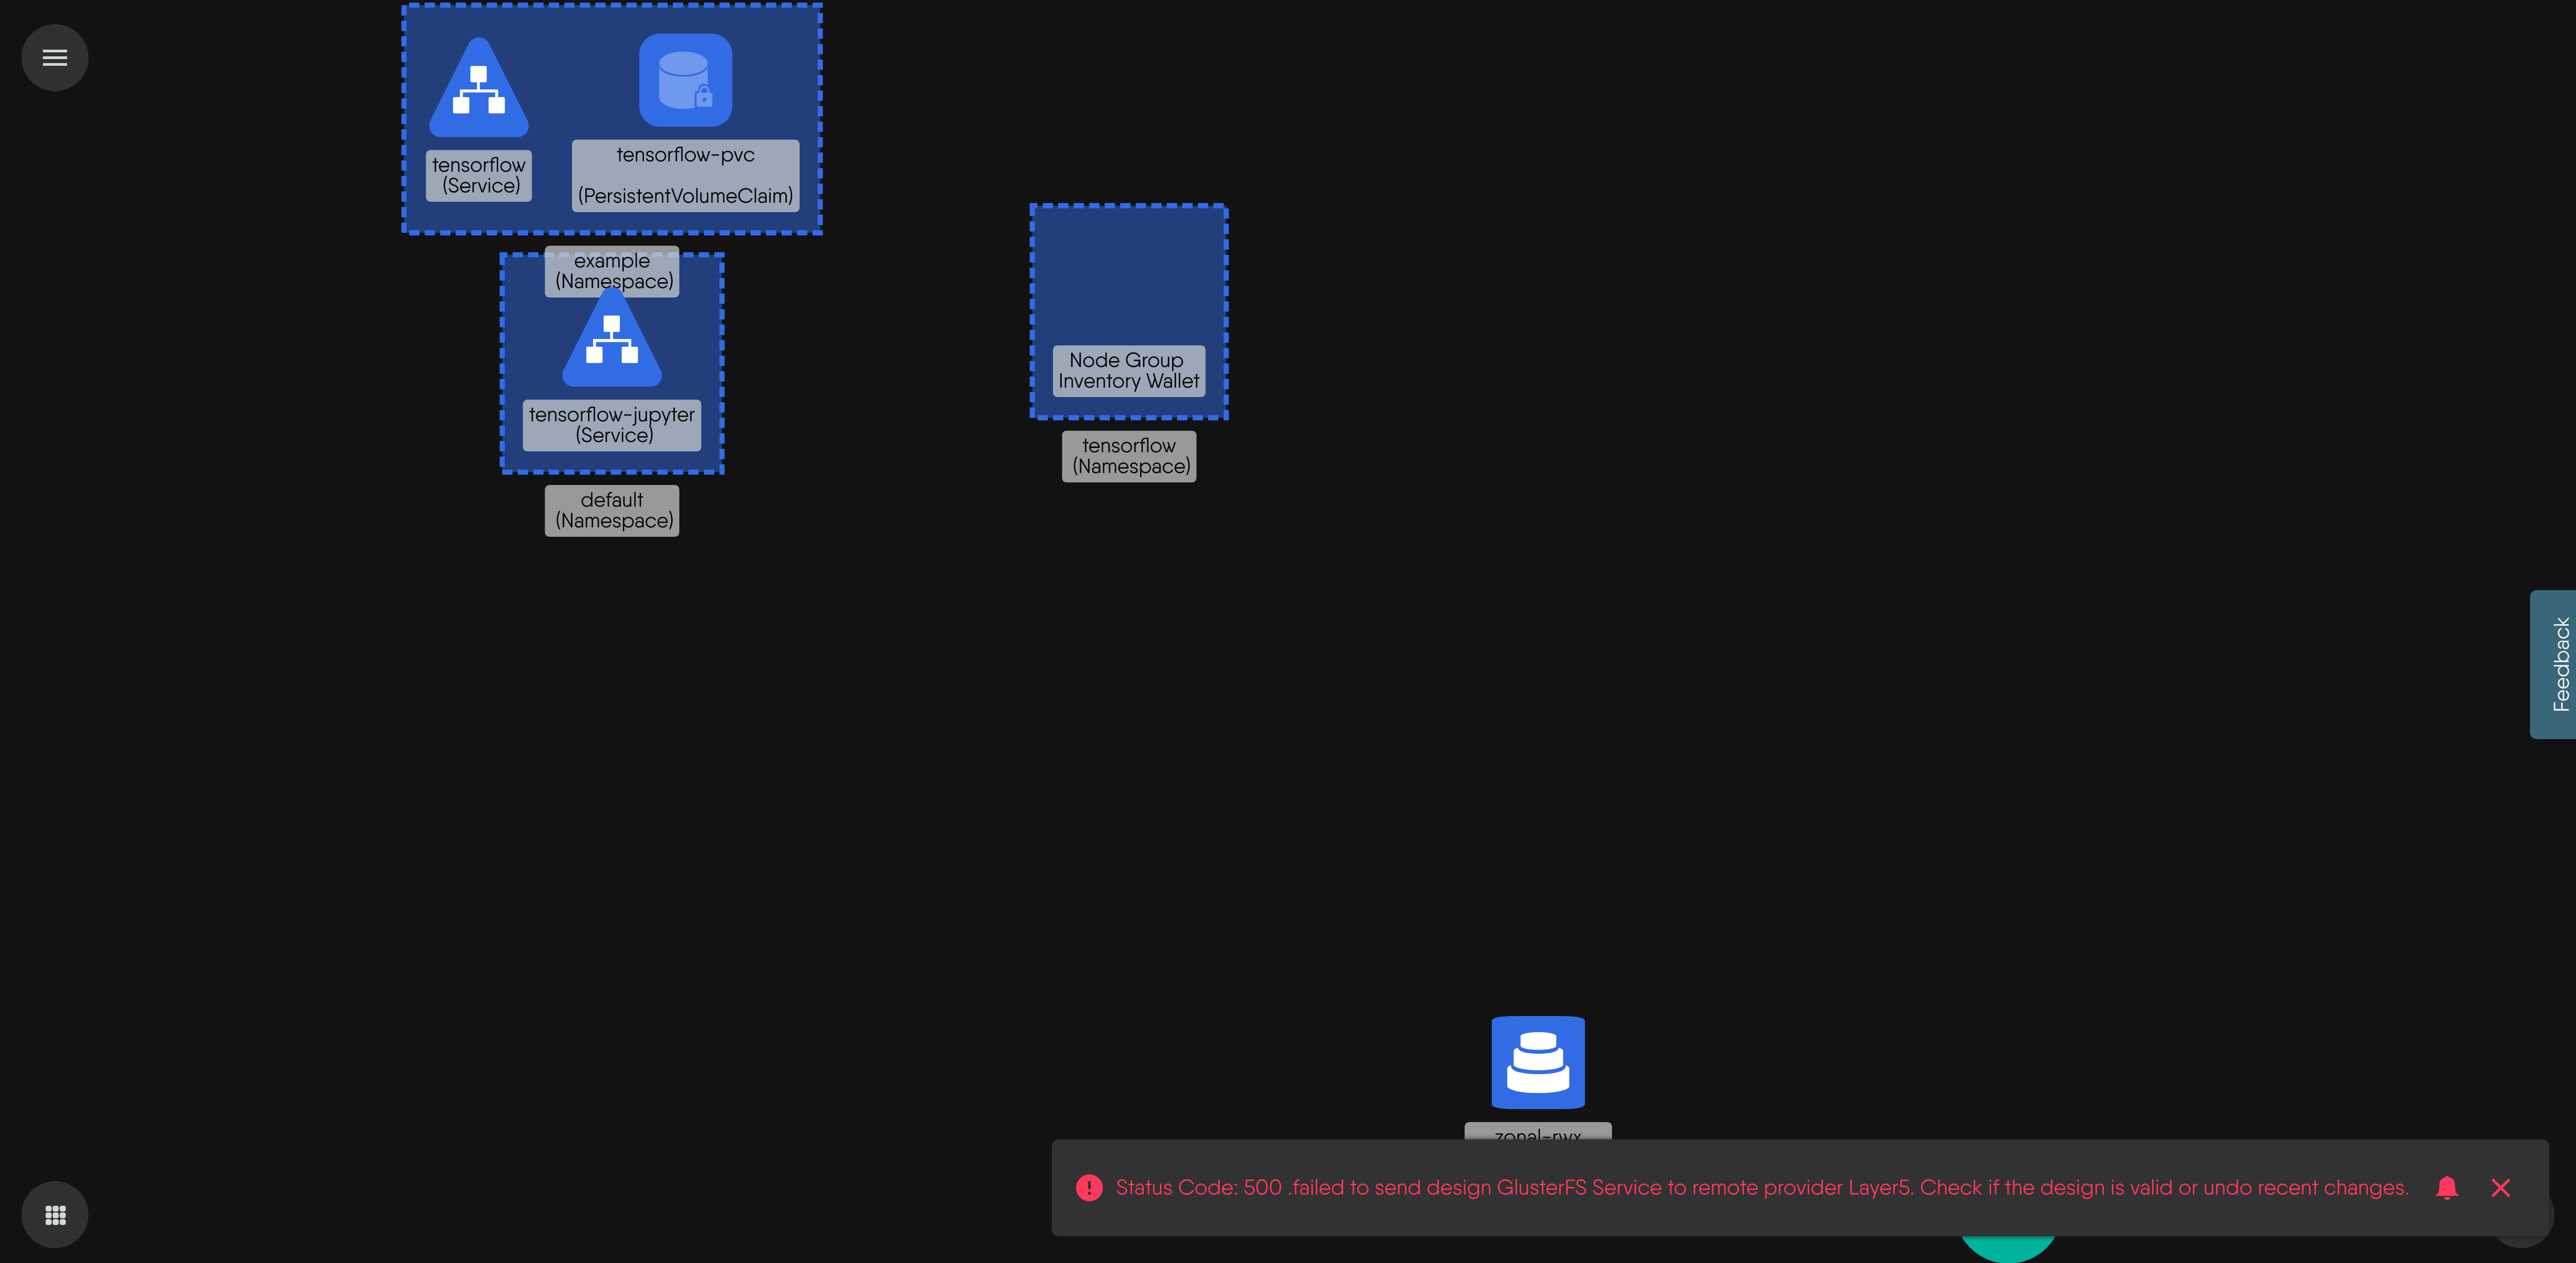 tensorflow
(Service)
tensorflow-pvc
(PersistentVolumeClaim)
example
(Namespace)
tensorflow-jupyter
(Service)
default
(Namespace)
Node Group
Inventory Wallet
tensorflow
(Namespace)
Feedback
zonal-rwx
Status Code: 500 .failed to send design GlusterFS Service to remote provider Layer5. Check if the design is valid or undo recent changes.